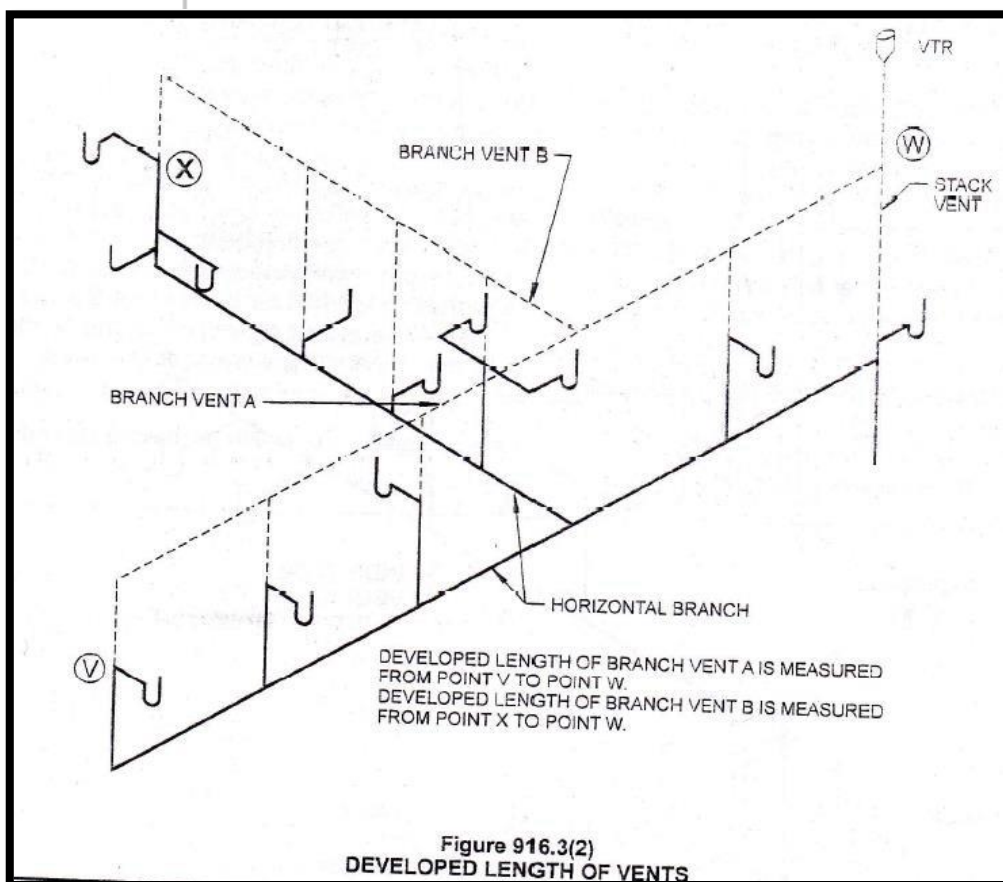 VTR
W
BRANCH VENT B
X
STACK
VENT
BRANCH VENT A
HORIZONTAL BRANCH
V
DEVELOPED LENGTH OF BRANCH VENT A IS MEASURED
FROM POINT V TO POINT W.
DEVELOPED LENGTH OF BRANCH VENT B IS MEASURED
FROM POINT X TO POINT W.
Figure 916.3(2)
DEVELOPED LENGTH OF VENTS